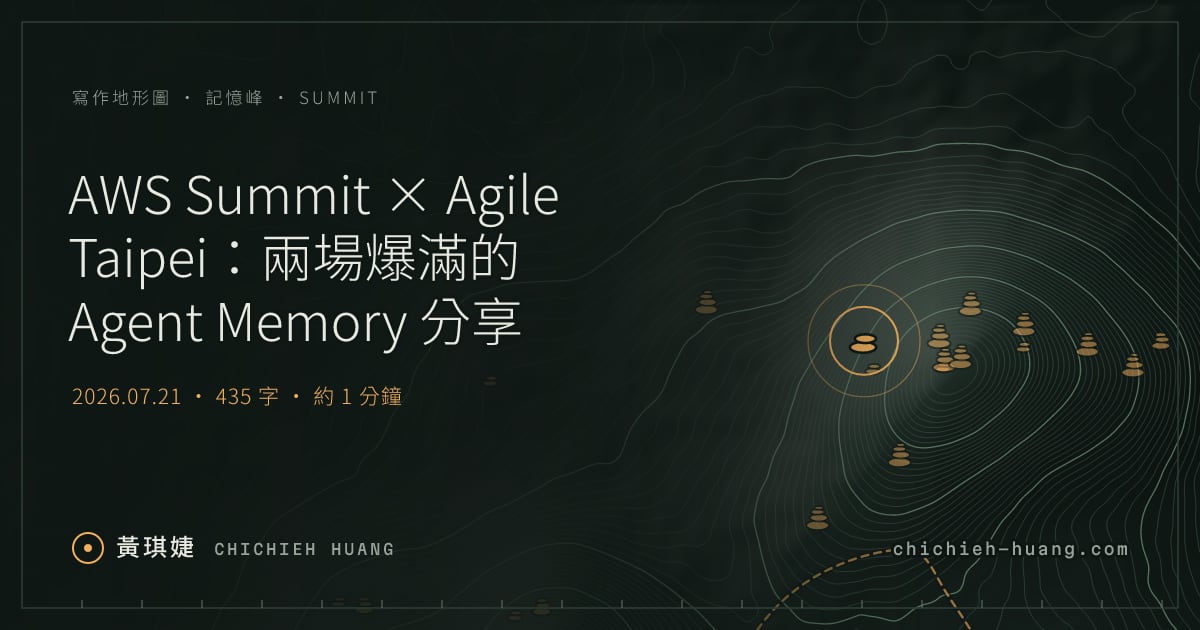 寫作地形圖 · 記憶峰 · SUMMIT
AWS Summit × Agile
Taipei：兩場爆滿的
Agent Memory 分享
2026.07.21 · 435 字 · 約 1 分鐘
黃琪婕 CHICHIEH HUANG
chichieh-huang.com